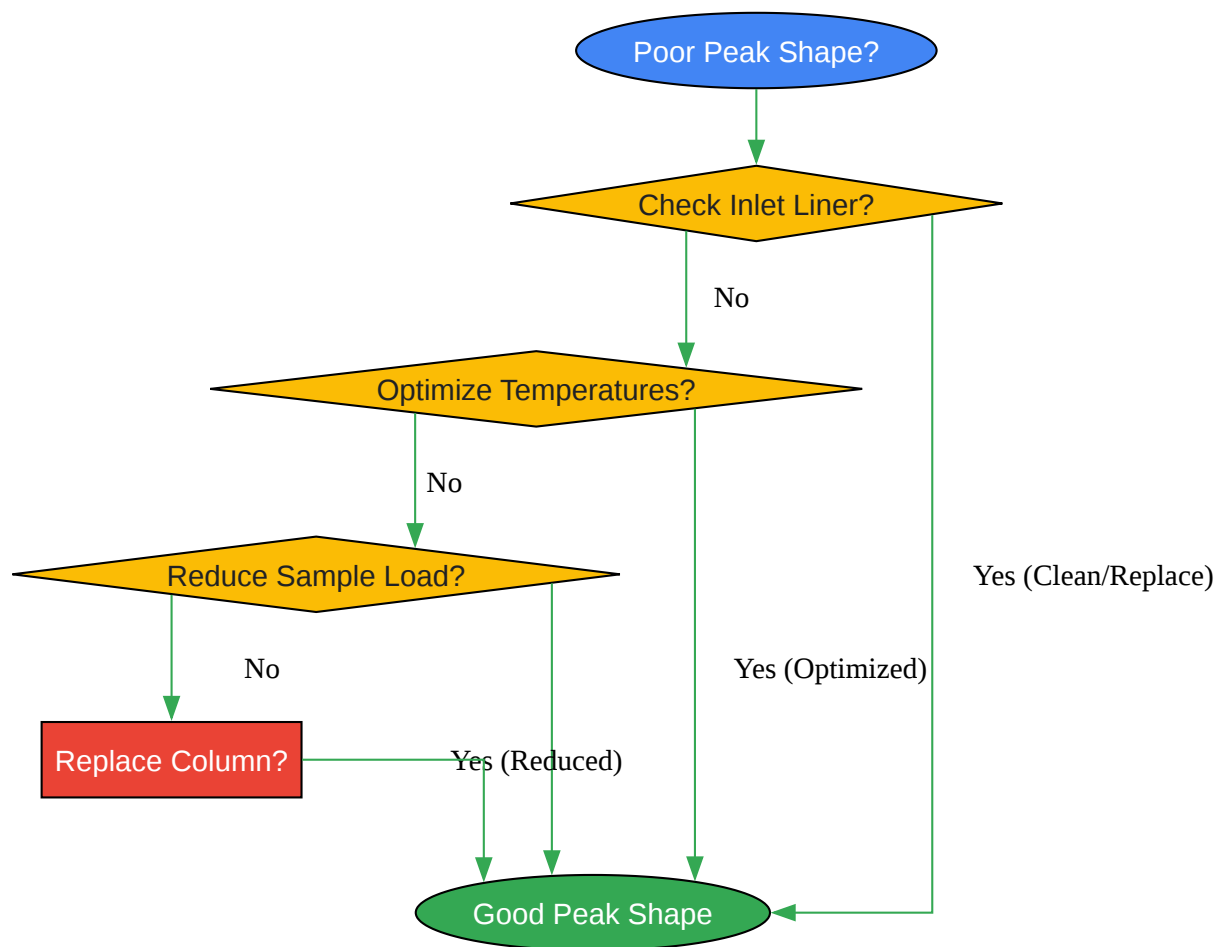 Poor Peak Shape?
Check Inlet Liner?
No
Optimize Temperatures?
No
Reduce Sample Load?
Yes (Clean/Replace)
No
Yes (Optimized)
Replace Column?
Yes (Reduced)
Good Peak Shape